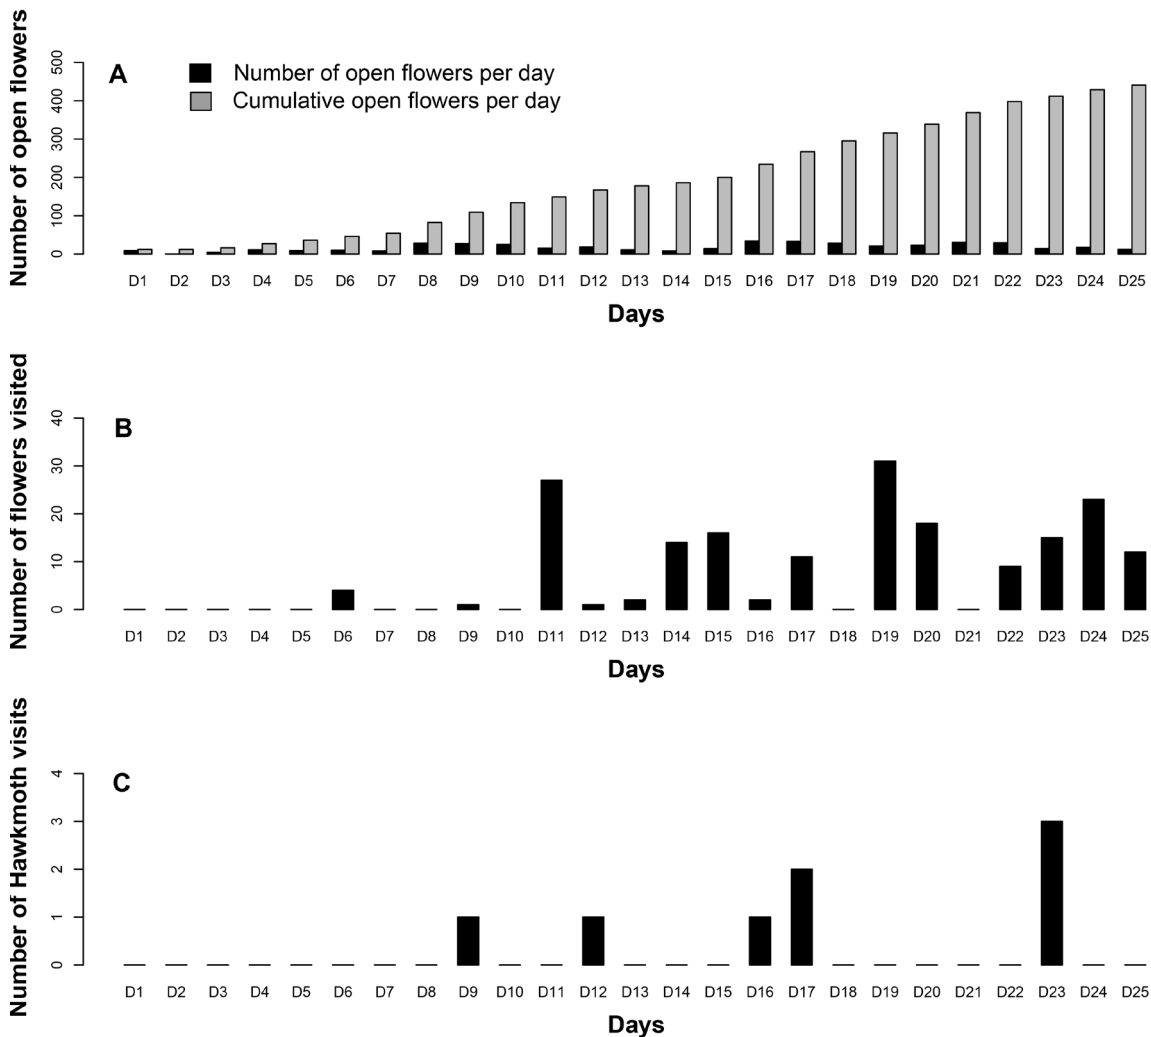 Number of open flowers
500
400
300
200
100
0
A
Number of open flowers per day
Cumulative open flowers per day
D1 D2 D3 D4 D5 D6 D7 D8 D9 D10 D11 D12 D13 D14 D15 D16 D17 D18 D19 D20 D21 D22 D23 D24 D25
Days
Number of flowers visited
40
30
20
10
0
B
D1 D2 D3 D4 D5 D6 D7 D8 D9 D10 D11 D12 D13 D14 D15 D16 D17 D18 D19 D20 D21 D22 D23 D24 D25
Days
Number of Hawkmoth visits
4
3
2
1
0
C
D1 D2 D3 D4 D5 D6 D7 D8 D9 D10 D11 D12 D13 D14 D15 D16 D17 D18 D19 D20 D21 D22 D23 D24 D25
Days